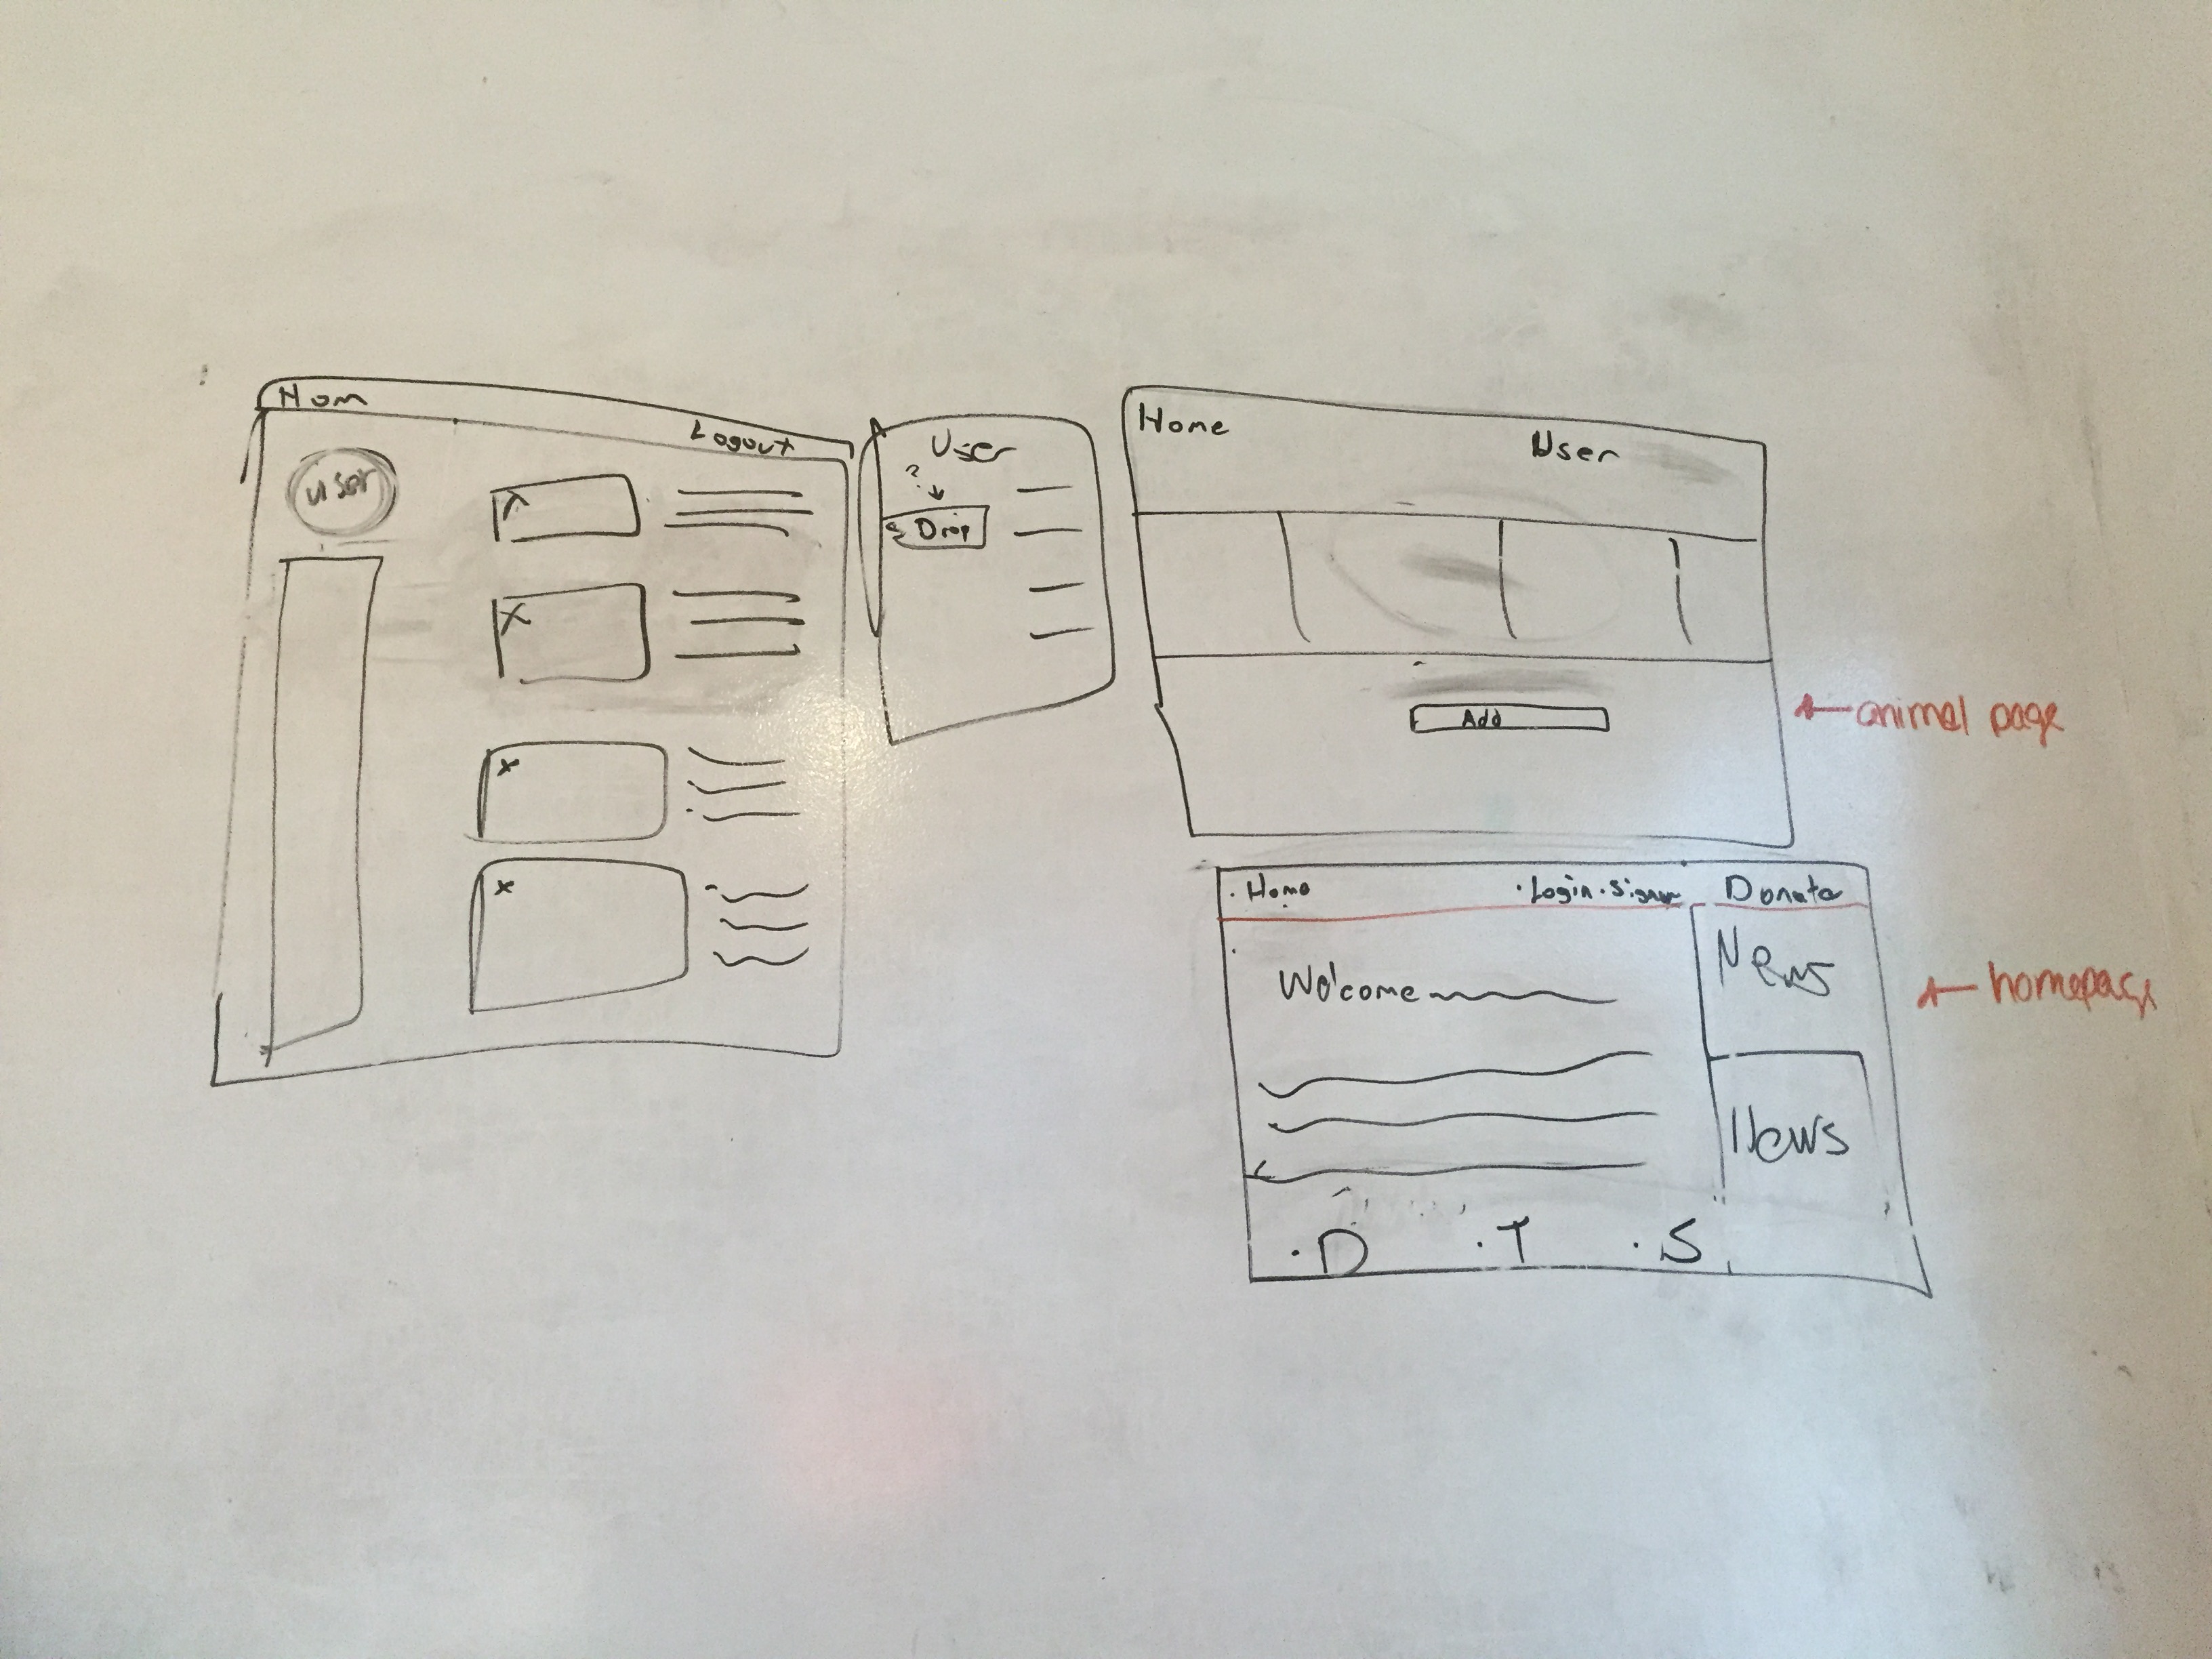 Hom
Logout
user
User
?
Drop
Home
User
Add
animal page
Home
·Login·Signup
Donate
Welcome
News
News
homepage
·D ·T ·S